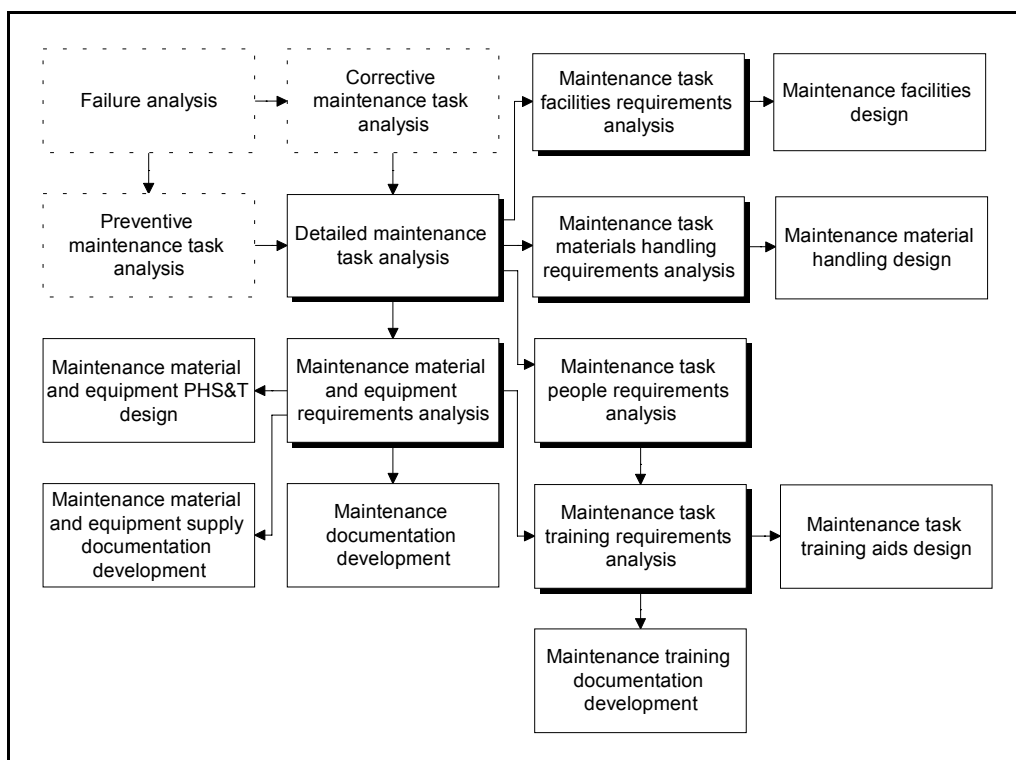 Failure analysis
Corrective
maintenance task
analysis
Maintenance task
facilities requirements
analysis
Maintenance facilities
design
Preventive
maintenance task
analysis
Detailed maintenance
task analysis
Maintenance task
materials handling
requirements analysis
Maintenance material
handling design
Maintenance material
and equipment PHS&T
design
Maintenance material
and equipment
requirements analysis
Maintenance task
people requirements
analysis
Maintenance material
and equipment supply
documentation
development
Maintenance
documentation
development
Maintenance task
training requirements
analysis
Maintenance task
training aids design
Maintenance training
documentation
development